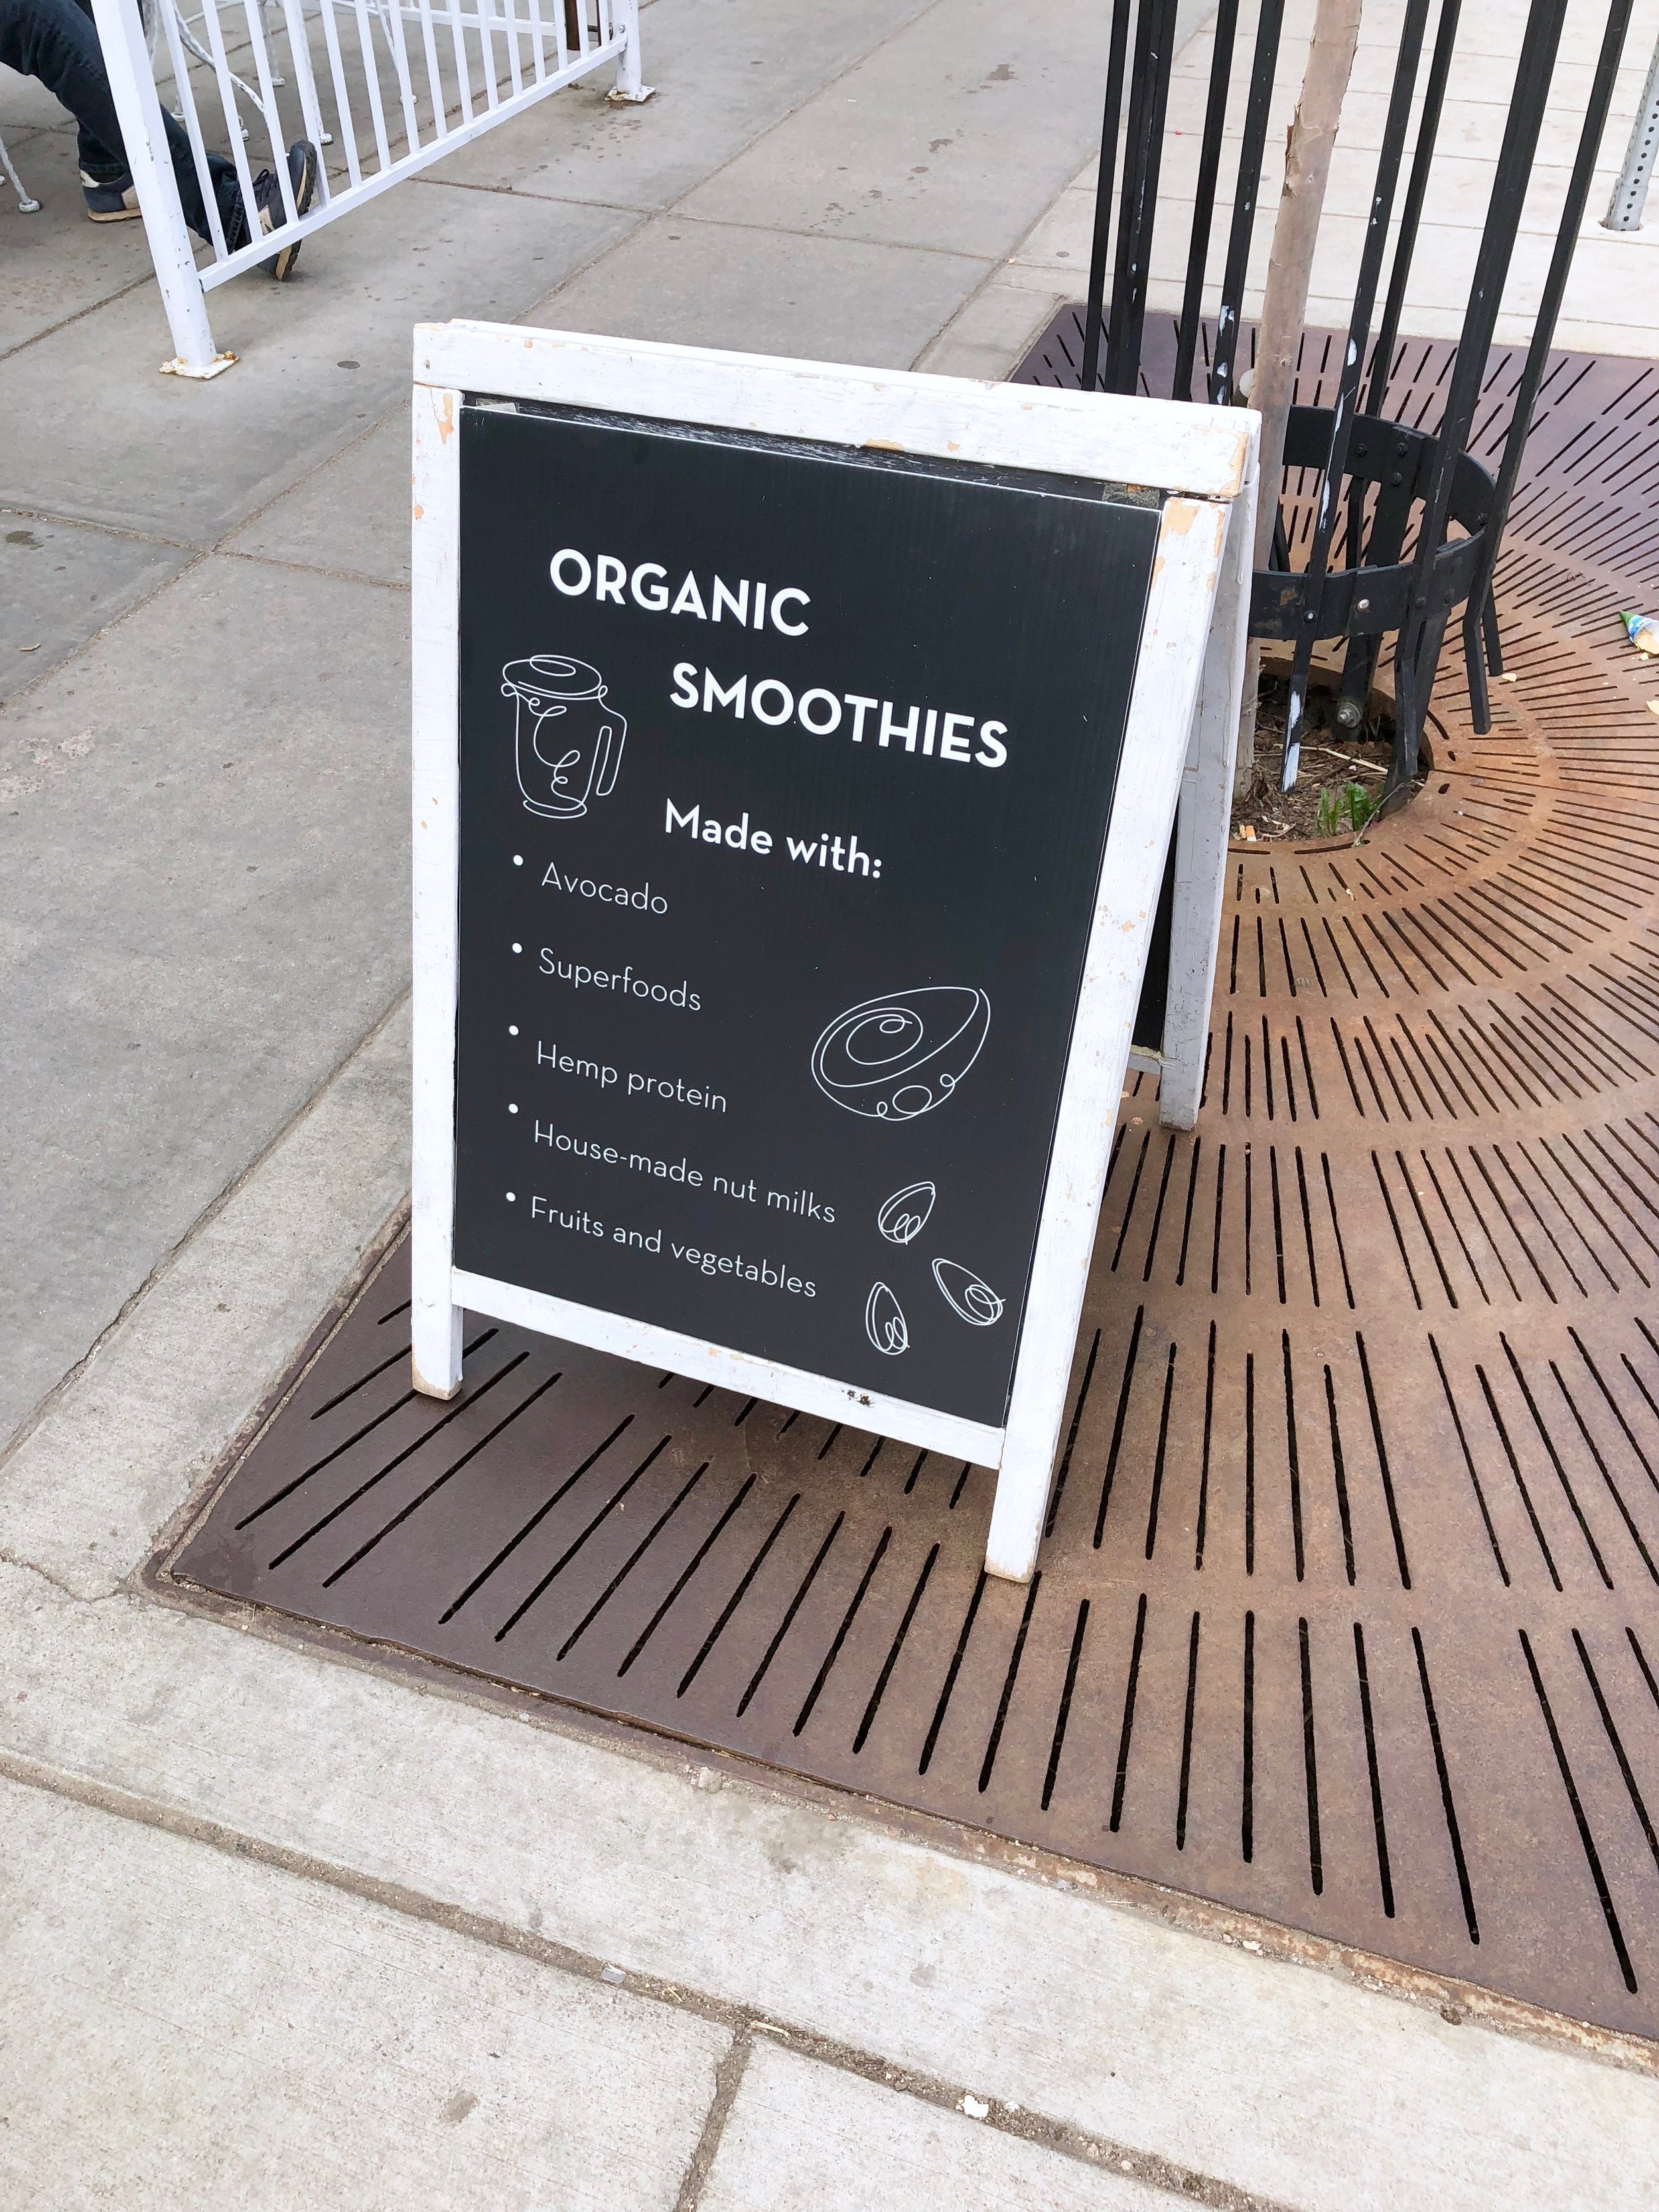 ORGANIC
SMOOTHIES
Made with:
• Avocado
• Superfoods
• Hemp protein
• House-made nut milks
• Fruits and vegetables